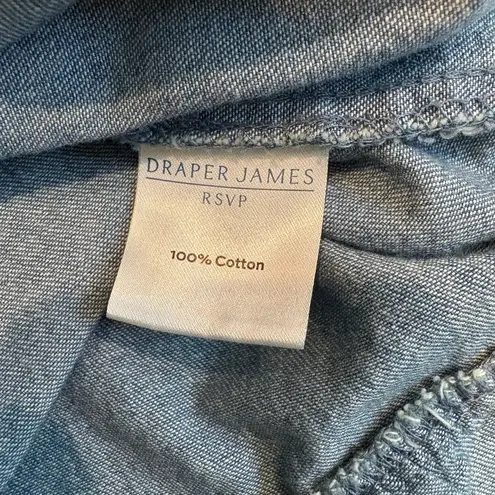 DRAPER JAMES
RSVP
100% Cotton